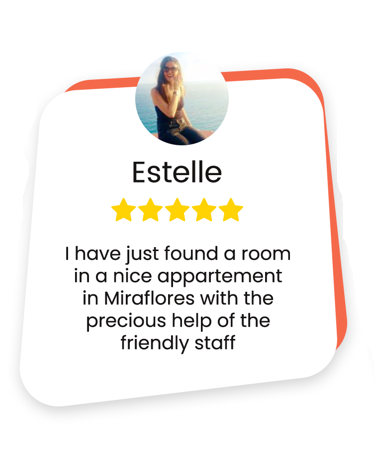 Estelle
I have just found a room
in a nice appartement
in Miraflores with the
precious help of the
friendly staff